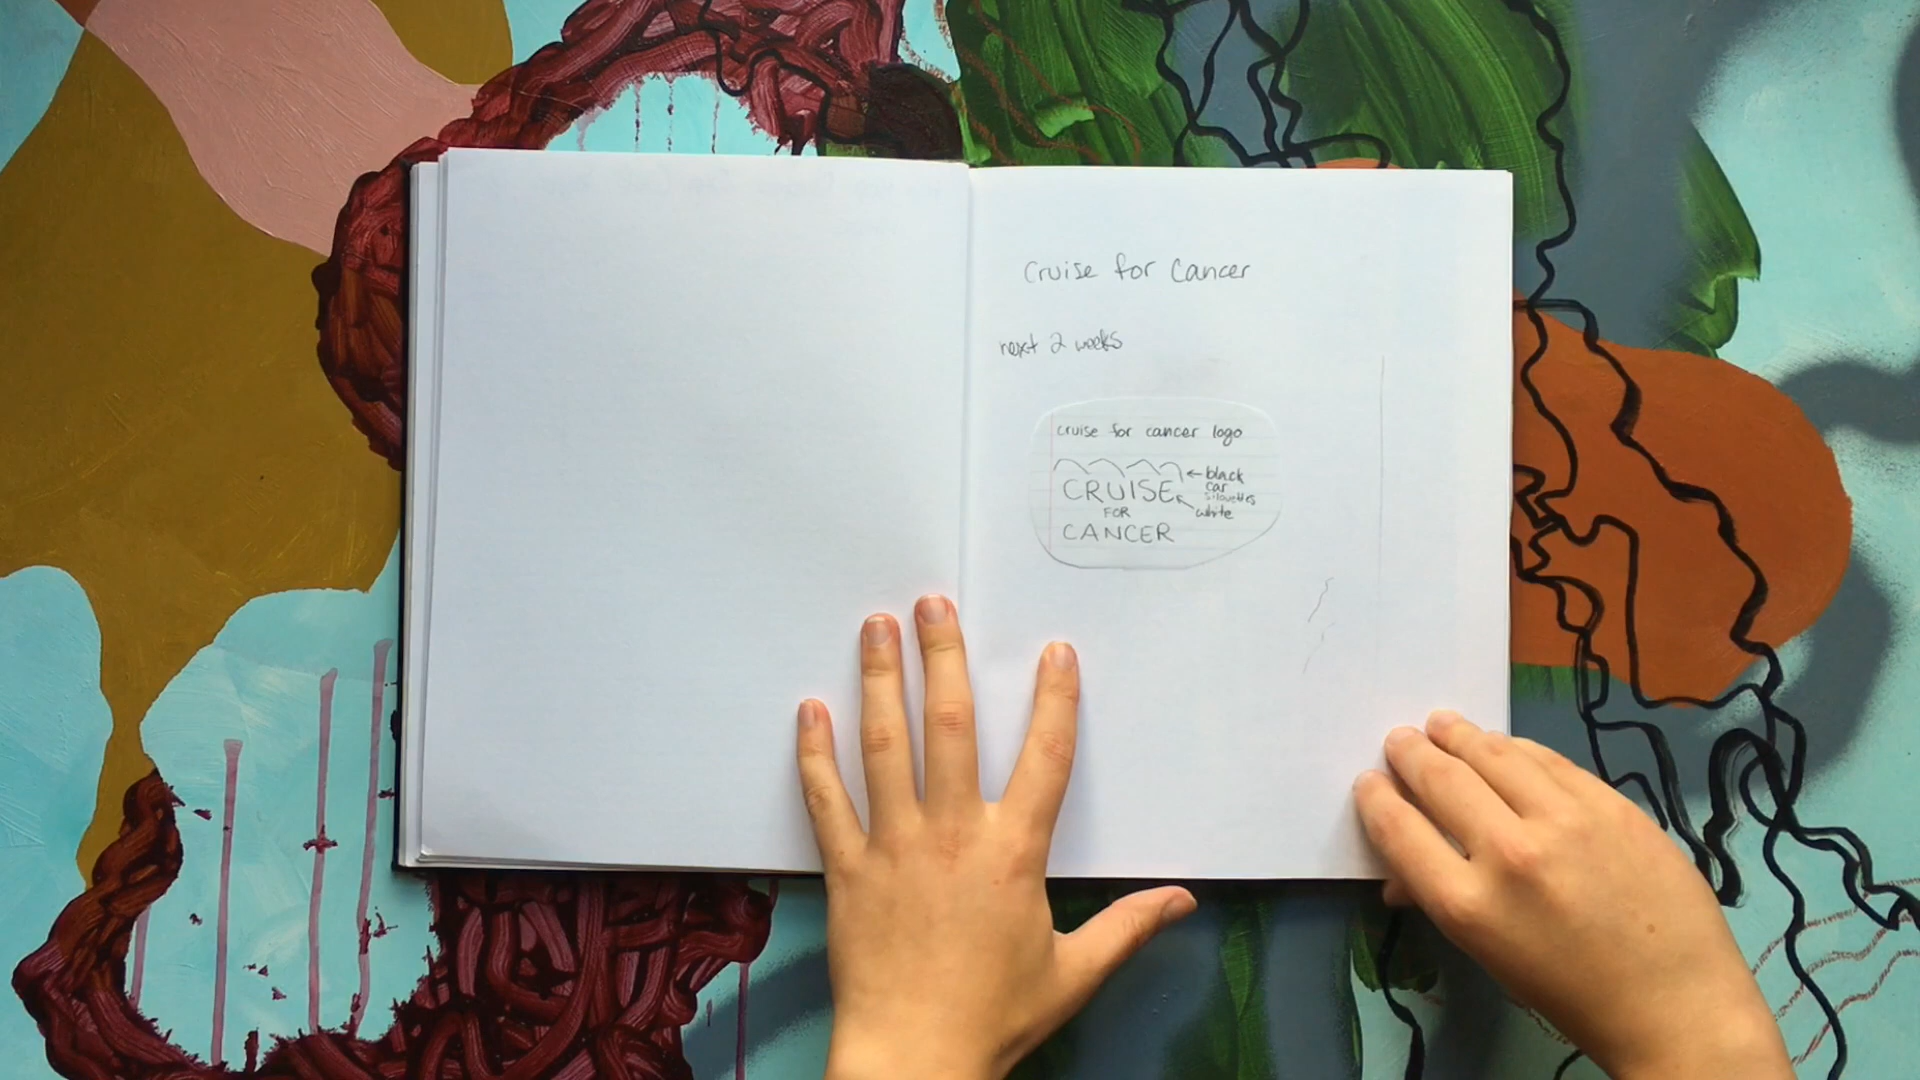 cruise for cancer
next 2 weeks
cruise for cancer logo
← black
car
silouettes
CRUISE
white
FOR
CANCER